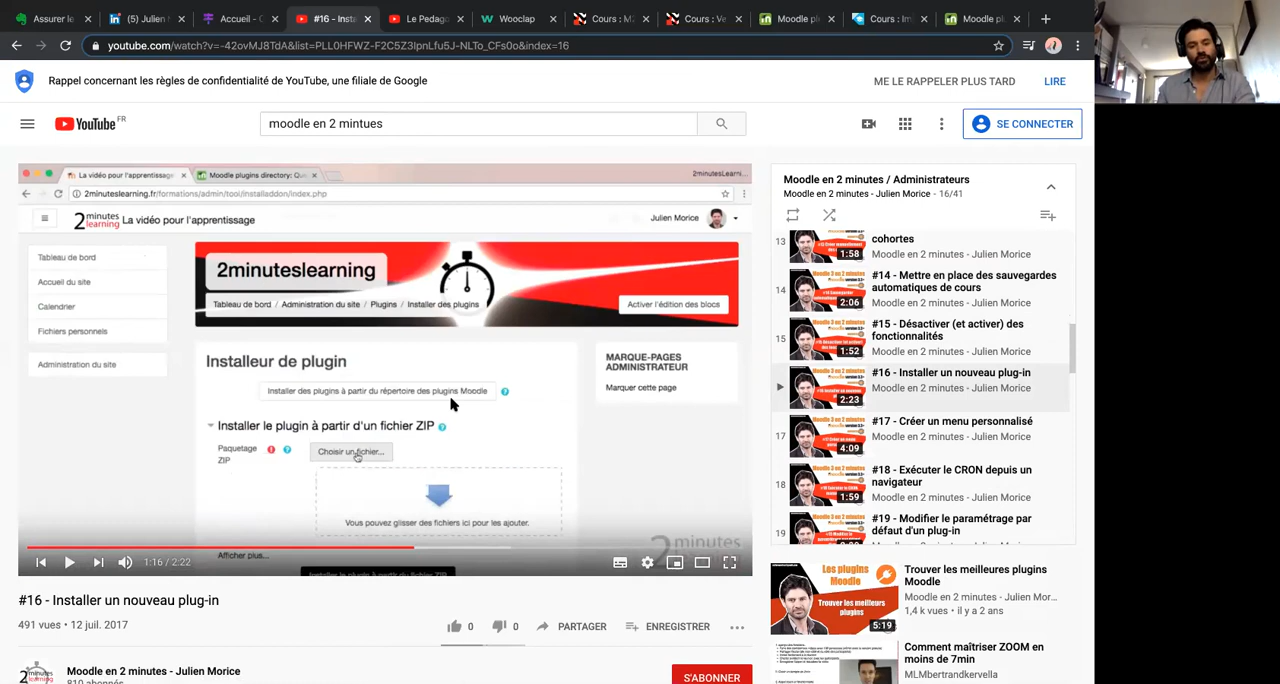 Assurer le
(5) Julien
Accueil - C
#16 - Insta
Le Pedago
Wooclap
Cours : M2
Cours : Ve
Moodle pl
Cours : Im
Moodle pl
youtube.com/watch?v=-42ovMJ8TdA&list=PLL0HFWZ-F2C5Z3IpnLfu5J-NLTo_CFs0o&index=16
Rappel concernant les règles de confidentialité de YouTube, une filiale de Google
ME LE RAPPELER PLUS TARD
LIRE
YouTube FR
moodle en 2 mintues
SE CONNECTER
La vidéo pour l'apprentissage
Moodle plugins directory: Que
2minutesLearni...
2minuteslearning.fr/formations/admin/tool/installaddon/index.php
2 minutes learning La vidéo pour l'apprentissage
Julien Morice
Tableau de bord
Accueil du site
Calendrier
Fichiers personnels
Administration du site
2minuteslearning
Tableau de bord / Administration du site / Plugins / Installer des plugins
Activer l'édition des blocs
Installeur de plugin
Installer des plugins à partir du répertoire des plugins Moodle
Installer le plugin à partir d'un fichier ZIP
Paquetage
ZIP
Choisir un fichier...
Vous pouvez glisser des fichiers ici pour les ajouter.
Afficher plus...
Installer le plugin à partir du fichier ZIP
MARQUE-PAGES
ADMINISTRATEUR
Marquer cette page
2 minutes
1:16 / 2:22
#16 - Installer un nouveau plug-in
491 vues • 12 juil. 2017
0
0
PARTAGER
ENREGISTRER
Moodle en 2 minutes - Julien Morice
810 abonnés
S'ABONNER
Moodle en 2 minutes / Administrateurs
Moodle en 2 minutes - Julien Morice - 16/41
13
cohortes
Moodle en 2 minutes - Julien Morice
1:58
14
#14 - Mettre en place des sauvegardes
automatiques de cours
Moodle en 2 minutes - Julien Morice
2:06
15
#15 - Désactiver (et activer) des
fonctionnalités
Moodle en 2 minutes - Julien Morice
1:52
#16 - Installer un nouveau plug-in
Moodle en 2 minutes - Julien Morice
2:23
17
#17 - Créer un menu personnalisé
Moodle en 2 minutes - Julien Morice
4:09
18
#18 - Exécuter le CRON depuis un
navigateur
Moodle en 2 minutes - Julien Morice
1:59
19
#19 - Modifier le paramétrage par
défaut d'un plug-in
Les plugins
Moodle
Trouver les meilleurs
plugins
5:19
Trouver les meilleures plugins
Moodle
Moodle en 2 minutes - Julien Mor...
1,4 k vues • il y a 2 ans
Comment maîtriser ZOOM en
moins de 7min
MLMbertrandkervella